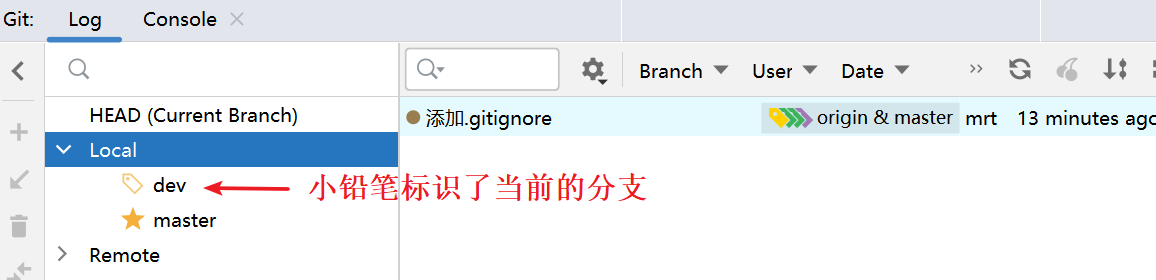 Git: Log Console
Branch User Date
HEAD (Current Branch)
添加.gitignore origin & master mrt 13 minutes ago
Local
dev
小铅笔标识了当前的分支
master
Remote